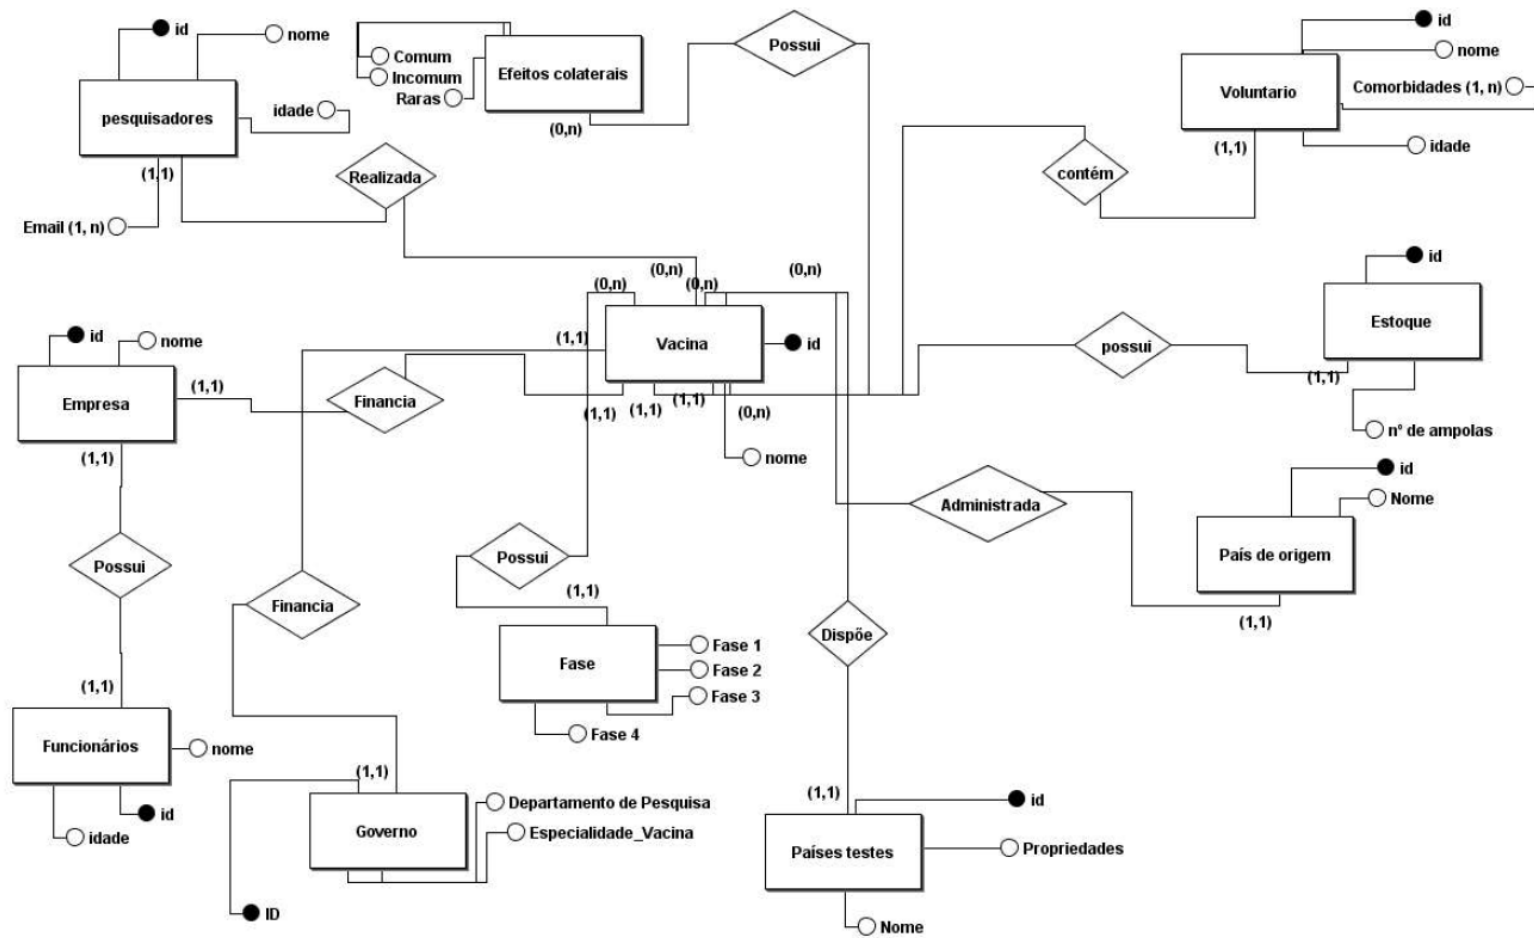 id
nome
pesquisadores
idade
(1,1)
Email (1, n)
Comum
Incomum
Raras
Efeitos colaterais
(0,n)
Possui
Realizada
id
nome
Voluntario
Comorbidades (1, n)
(1,1)
idade
contém
(0,n)
(0,n)
(0,n)
(0,n)
Vacina
id
(1,1)
(1,1)
(1,1)
(1,1)
(0,n)
nome
id
Estoque
possui
(1,1)
nº de ampolas
id
nome
Empresa
(1,1)
Financia
(1,1)
Possui
(1,1)
Funcionários
nome
id
idade
Financia
(1,1)
Governo
Departamento de Pesquisa
Especialidade_Vacina
ID
Possui
(1,1)
Fase
Fase 1
Fase 2
Fase 3
Fase 4
Administrada
id
Nome
País de origem
(1,1)
Dispõe
(1,1)
id
Países testes
Propriedades
Nome